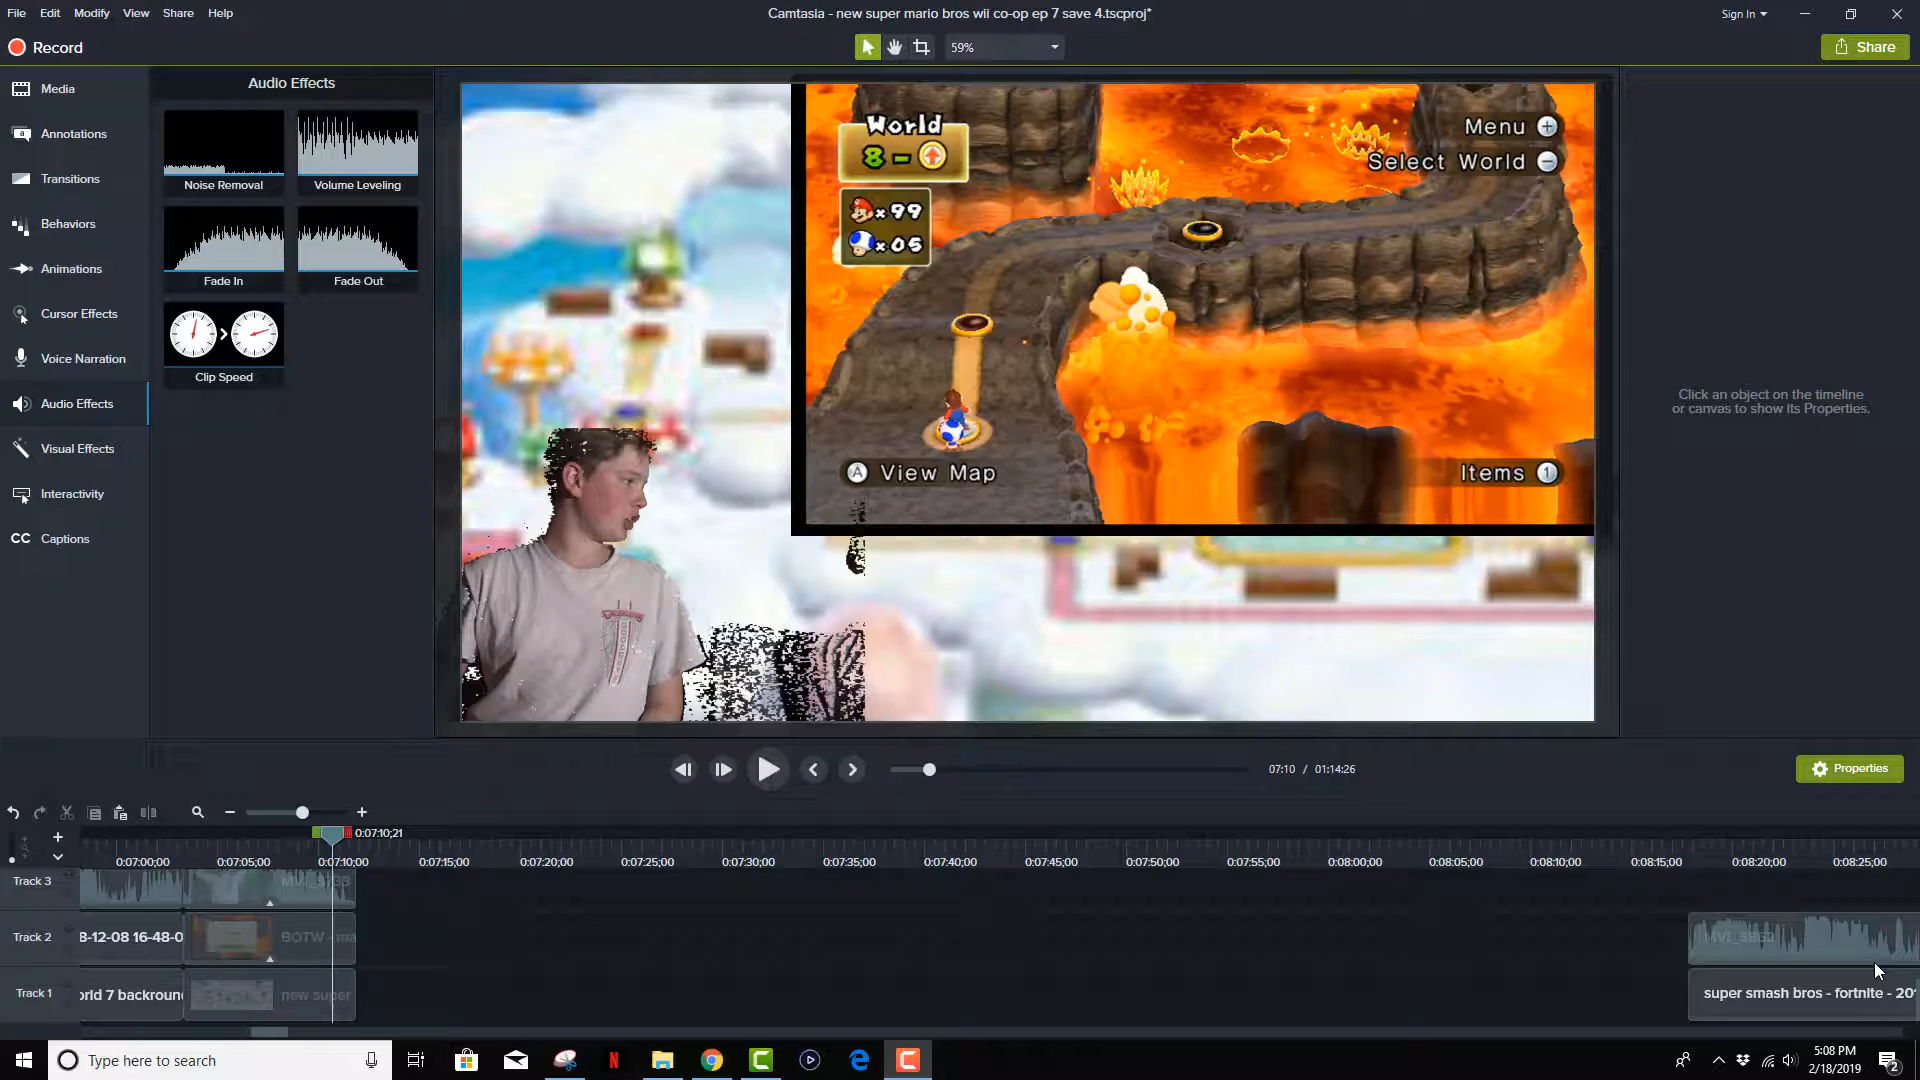 File Edit Modify View Share Help
Camtasia - new super mario bros wii co-op ep 7 save 4.tscproj*
Sign In
Record
59%
Share
Media
Annotations
Transitions
Behaviors
Animations
Cursor Effects
Voice Narration
Audio Effects
Visual Effects
Interactivity
CC Captions
Audio Effects
Noise Removal
Volume Leveling
Fade In
Fade Out
Clip Speed
World
8 -
x 99
x 05
Menu +
Select World −
A View Map
Items 1
Click an object on the timeline
or canvas to show its Properties.
07:10 / 01:14:26
Properties
0:07:10;21
0:07:00;00 0:07:05;00 0:07:10;00 0:07:15;00 0:07:20;00 0:07:25;00 0:07:30;00 0:07:35;00 0:07:40;00 0:07:45;00 0:07:50;00 0:07:55;00 0:08:00;00 0:08:05;00 0:08:10;00 0:08:15;00 0:08:20;00 0:08:25;00
Track 3
Track 2 8-12-08 16-48-0 BOTW - ma
Track 1 orld 7 backroun new super
super smash bros - fortnite - 201
Type here to search
5:08 PM
2/18/2019
2